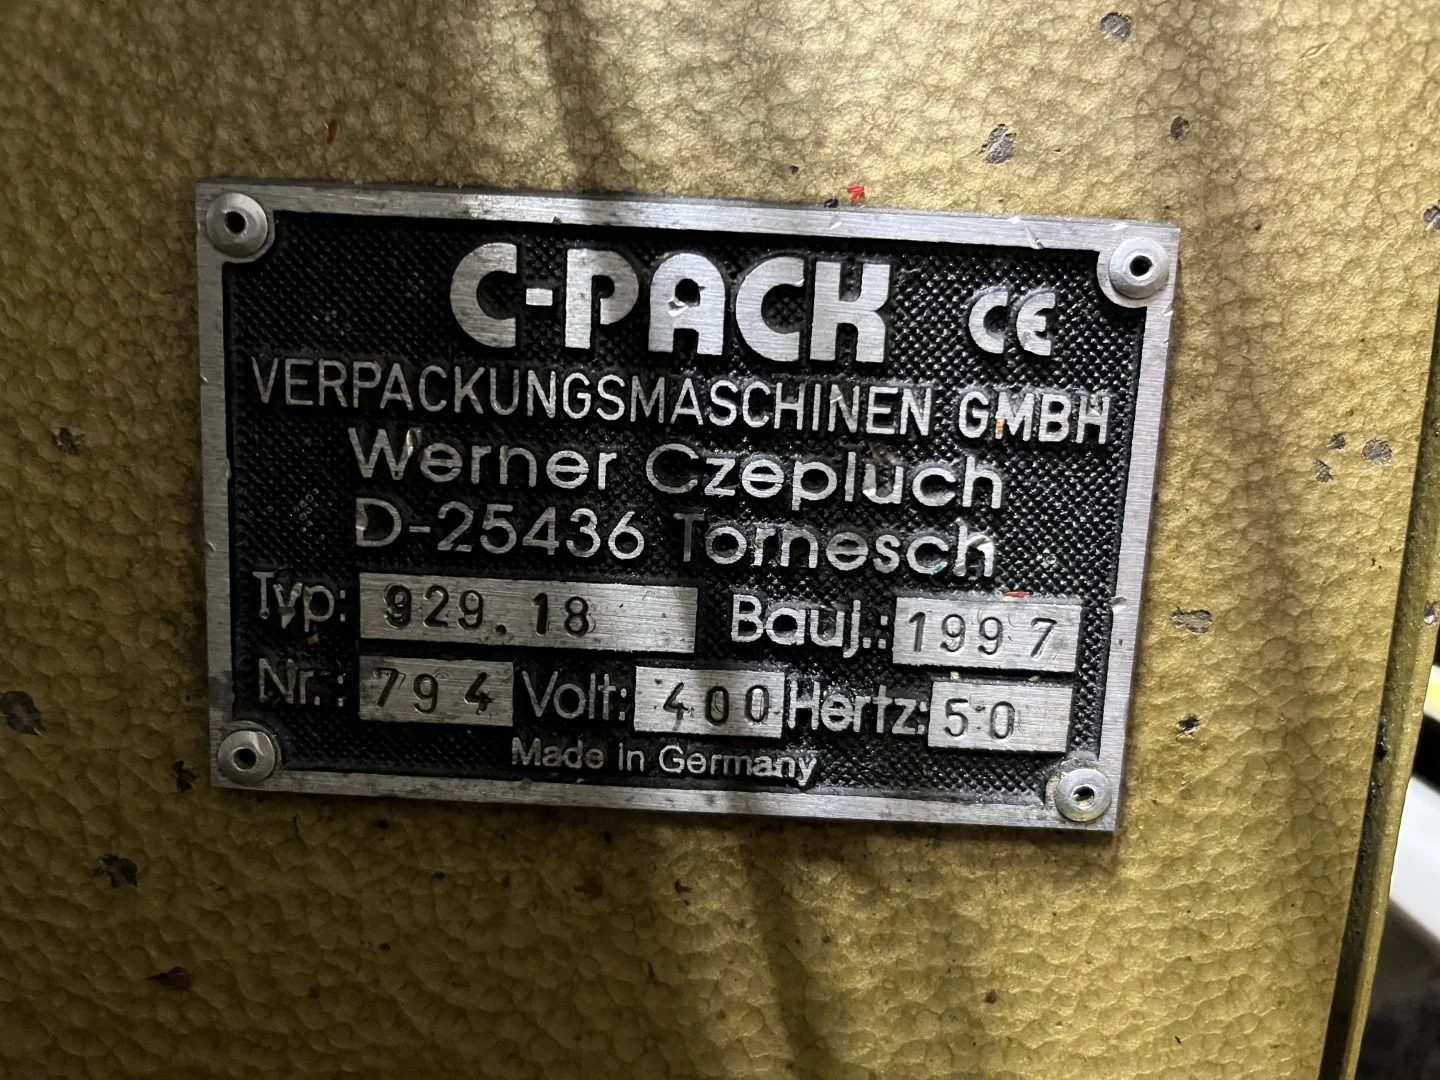 C-PACK CE
VERPACKUNGSMASCHINEN GMBH
Werner Czepluch
D-25436 Tornesch
Typ: 929.18 Bauj.: 1997
Nr.: 794 Volt: 400 Hertz: 50
Made in Germany